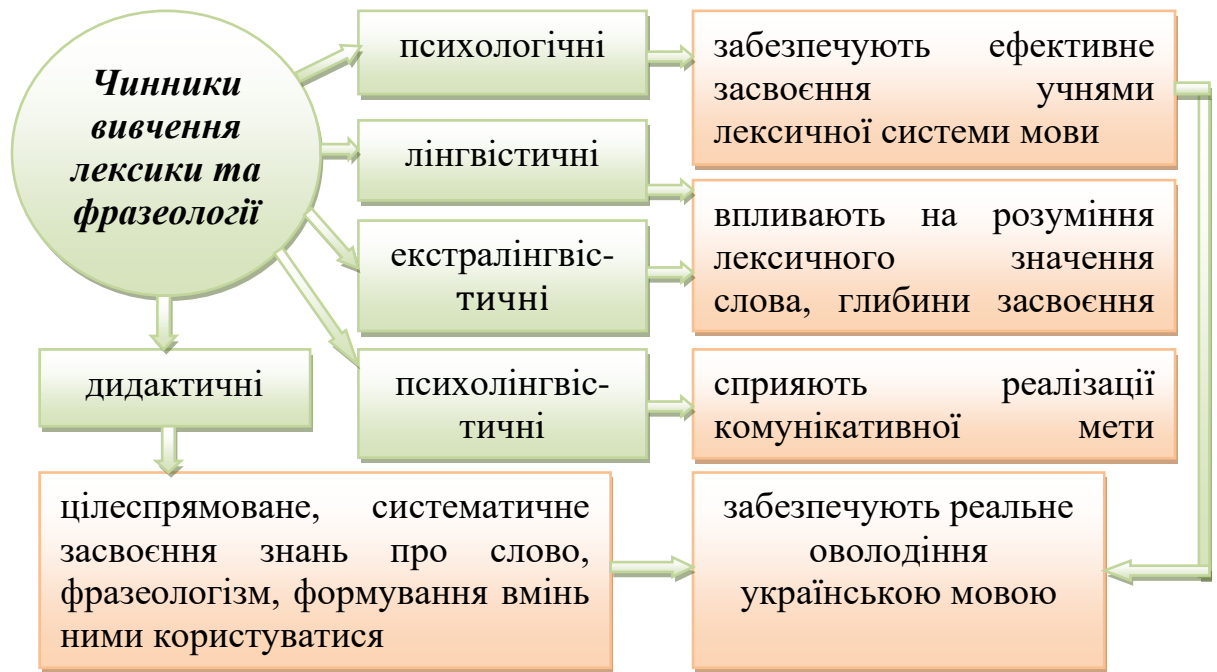 Чинники
вивчення
лексики та
фразеології
психологічні
забезпечують ефективне
засвоєння учнями
лексичної системи мови
лінгвістичні
екстралінгвіс-
тичні
впливають на розуміння
лексичного значення
слова, глибини засвоєння
дидактичні
психолінгвіс-
тичні
сприяють реалізації
комунікативної мети
цілеспрямоване, систематичне
засвоєння знань про слово,
фразеологізм, формування вмінь
ними користуватися
забезпечують реальне
оволодіння
українською мовою